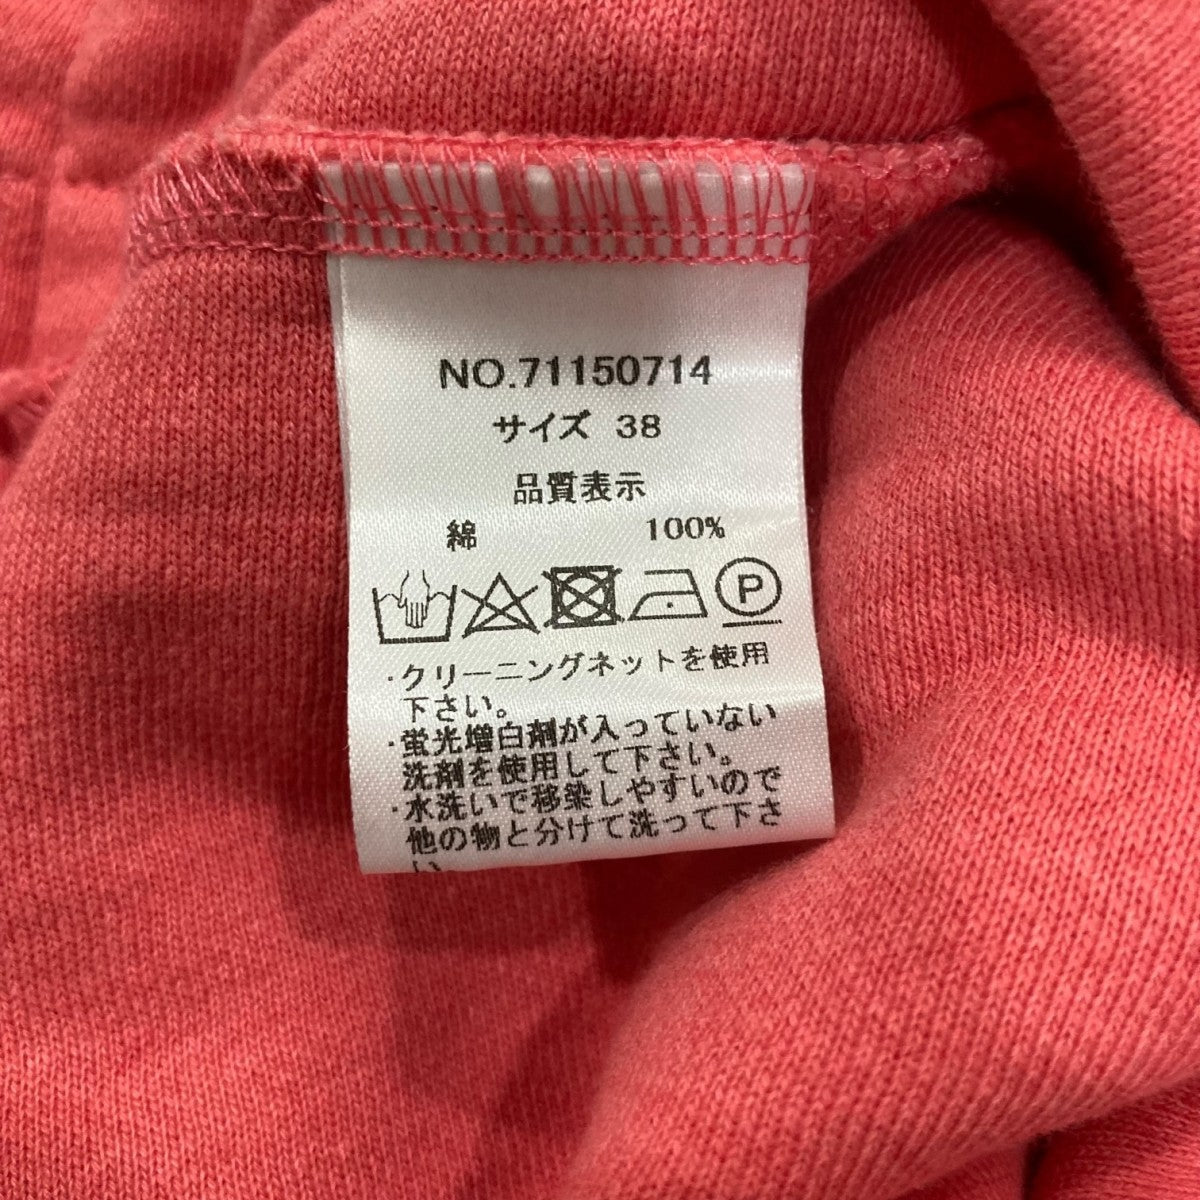 NO.71150714
サイズ 38
品質表示
綿 100%
P
・クリーニングネットを使用
下さい。
・蛍光増白剤が入っていない
洗剤を使用して下さい。
・水洗いで移染しやすいので
他の物と分けて洗って下さ
い